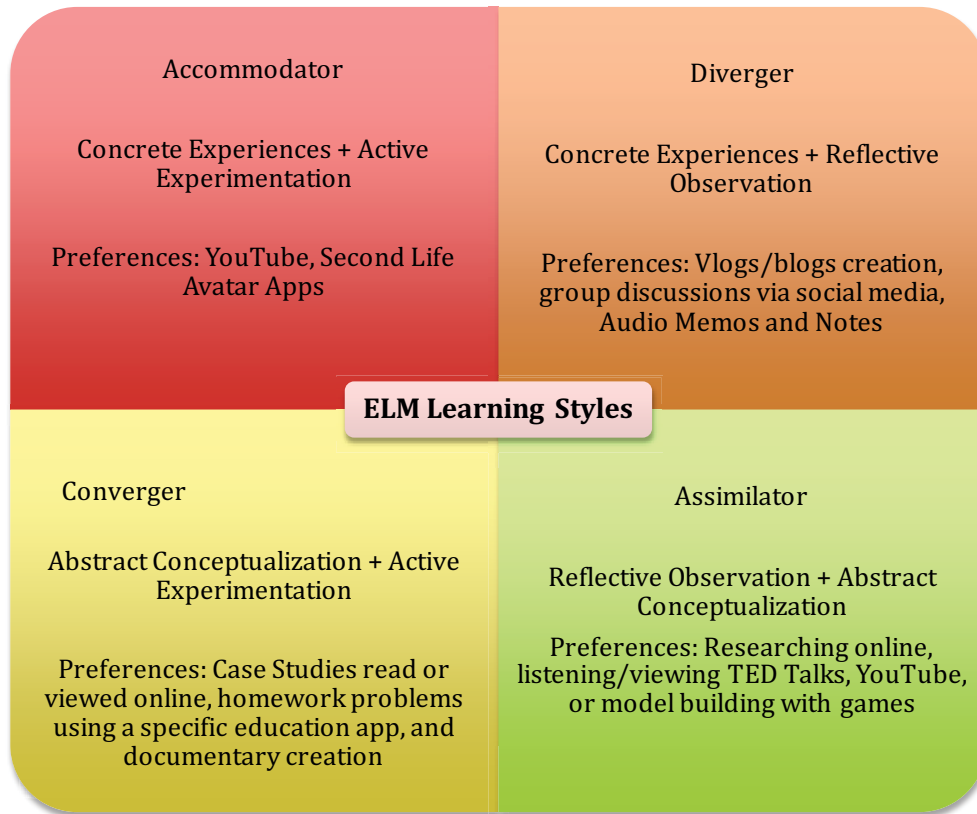 Accommodator
Concrete Experiences + Active
Experimentation
Preferences: YouTube, Second Life
Avatar Apps
Diverger
Concrete Experiences + Reflective
Observation
Preferences: Vlogs/blogs creation,
group discussions via social media,
Audio Memos and Notes
ELM Learning Styles
Converger
Abstract Conceptualization + Active
Experimentation
Preferences: Case Studies read or
viewed online, homework problems
using a specific education app, and
documentary creation
Assimilator
Reflective Observation + Abstract
Conceptualization
Preferences: Researching online,
listening/viewing TED Talks, YouTube,
or model building with games